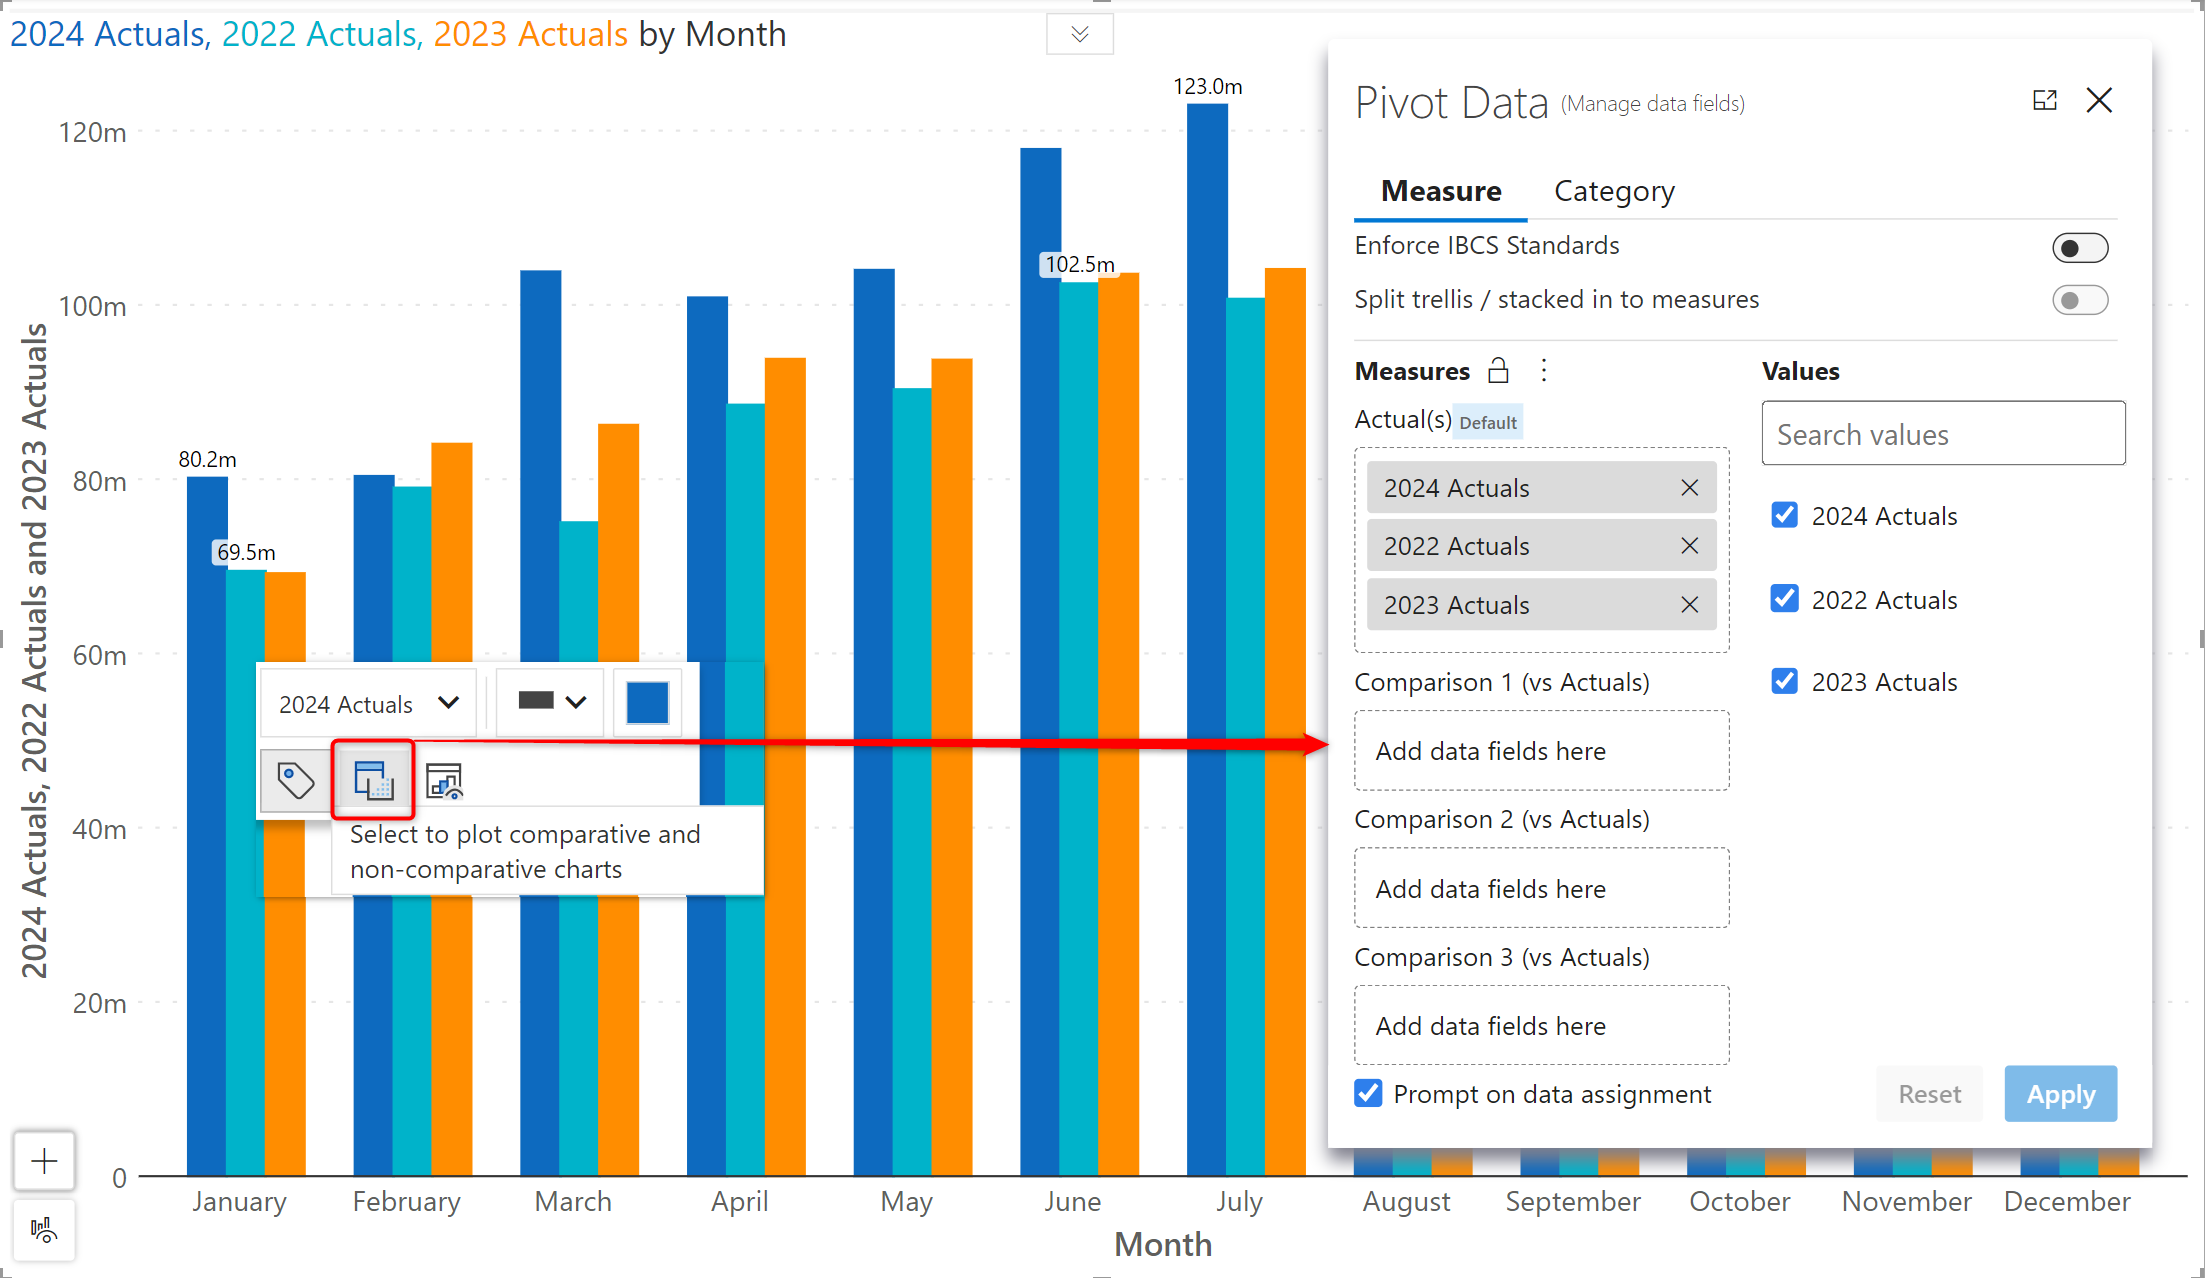 2024 Actuals, 2022 Actuals, 2023 Actuals by Month
2024 Actuals, 2022 Actuals and 2023 Actuals
120m
100m
80m
60m
40m
20m
0
80.2m
69.5m
102.5m
123.0m
2024 Actuals
Select to plot comparative and
non-comparative charts
January February March April May June July August September October November December
Month
Pivot Data (Manage data fields)
Measure Category
Enforce IBCS Standards
Split trellis / stacked in to measures
Measures
Actual(s) Default
2024 Actuals
2022 Actuals
2023 Actuals
Comparison 1 (vs Actuals)
Add data fields here
Comparison 2 (vs Actuals)
Add data fields here
Comparison 3 (vs Actuals)
Add data fields here
Values
Search values
2024 Actuals
2022 Actuals
2023 Actuals
Prompt on data assignment
Reset Apply